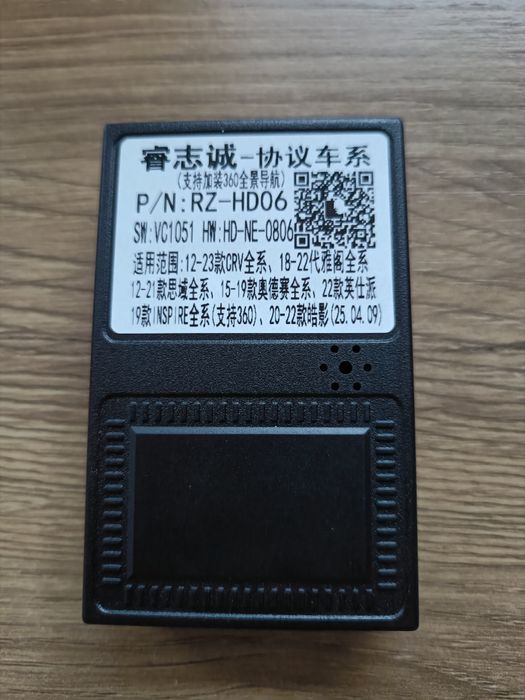 睿志诚-协议车系
(支持加装360全景导航)
P/N:RZ-HD06
SW:VC1051 HW:HD-NE-0806
适用范围:12-23款CRV全系、18-22代雅阁全系
12-21款思域全系、15-19款奥德赛全系、22款英仕派
19款INSPIRE全系(支持360)、20-22款皓影(25.04.09)